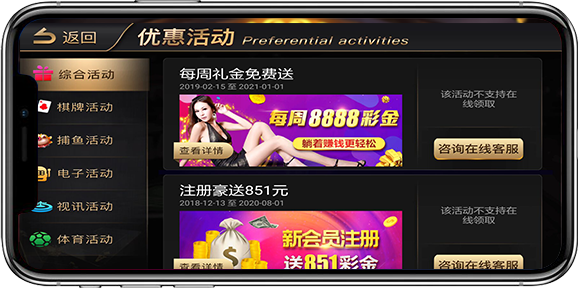 返回
优惠活动 Preferential activities
综合活动
棋牌活动
捕鱼活动
电子活动
视讯活动
体育活动
每周礼金免费送
2019-02-15 至 2021-01-01
每周8888彩金
躺着赚钱更轻松
查看详情
该活动不支持在
线领取
咨询在线客服
注册豪送851元
2018-12-13 至 2020-08-01
新会员注册
送851彩金
查看详情
该活动不支持在
线领取
咨询在线客服